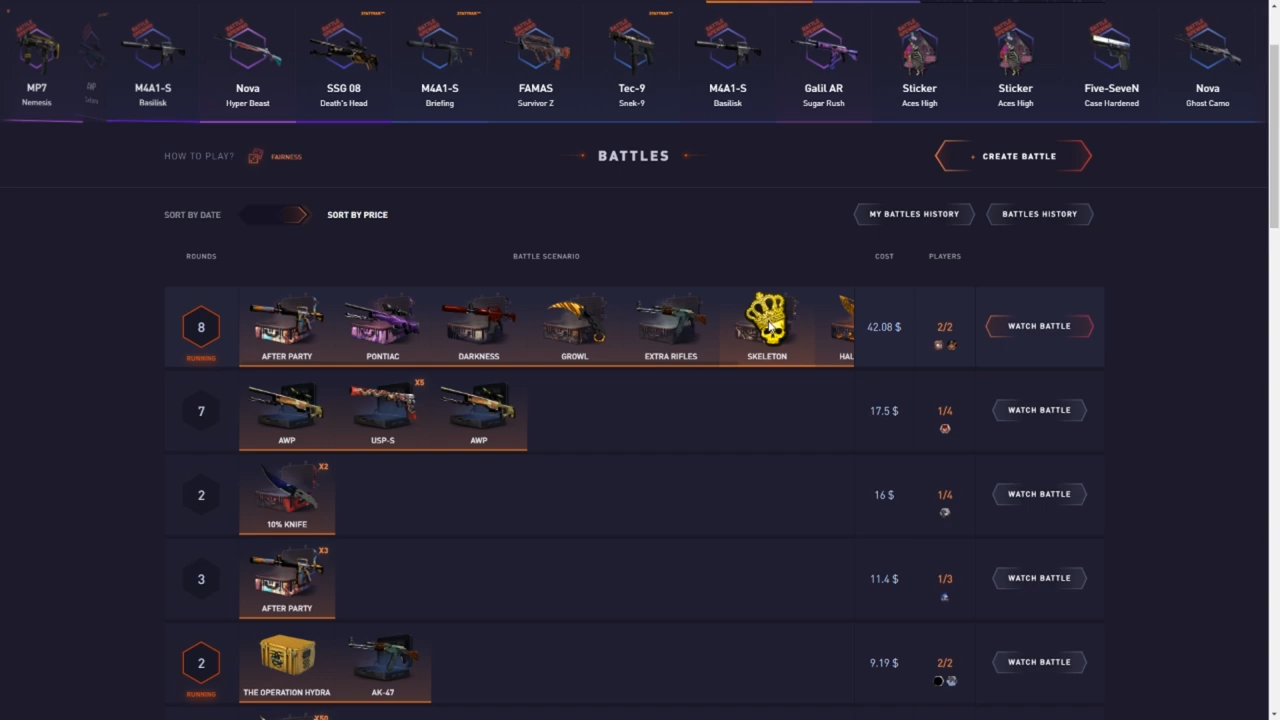 STATTRAK™
STATTRAK™
STATTRAK™
MP7
M4A1-S
Nova
SSG 08
M4A1-S
FAMAS
Tec-9
M4A1-S
Galil AR
Sticker
Sticker
Five-SeveN
Nova
Nemesis
Basilisk
Hyper Beast
Death's Head
Briefing
Survivor Z
Snek-9
Basilisk
Sugar Rush
Aces High
Aces High
Case Hardened
Ghost Camo
HOW TO PLAY?
FAIRNESS
BATTLES
CREATE BATTLE
SORT BY DATE
SORT BY PRICE
MY BATTLES HISTORY
BATTLES HISTORY
ROUNDS
BATTLE SCENARIO
COST
PLAYERS
8
RUNNING
AFTER PARTY
PONTIAC
DARKNESS
GROWL
EXTRA RIFLES
SKELETON
HAL
42.08 $
2/2
WATCH BATTLE
7
AWP
X5
USP-S
AWP
17.5 $
1/4
WATCH BATTLE
2
X2
10% KNIFE
16 $
1/4
WATCH BATTLE
3
X3
AFTER PARTY
11.4 $
1/3
WATCH BATTLE
2
RUNNING
THE OPERATION HYDRA
AK-47
9.19 $
2/2
WATCH BATTLE
X50